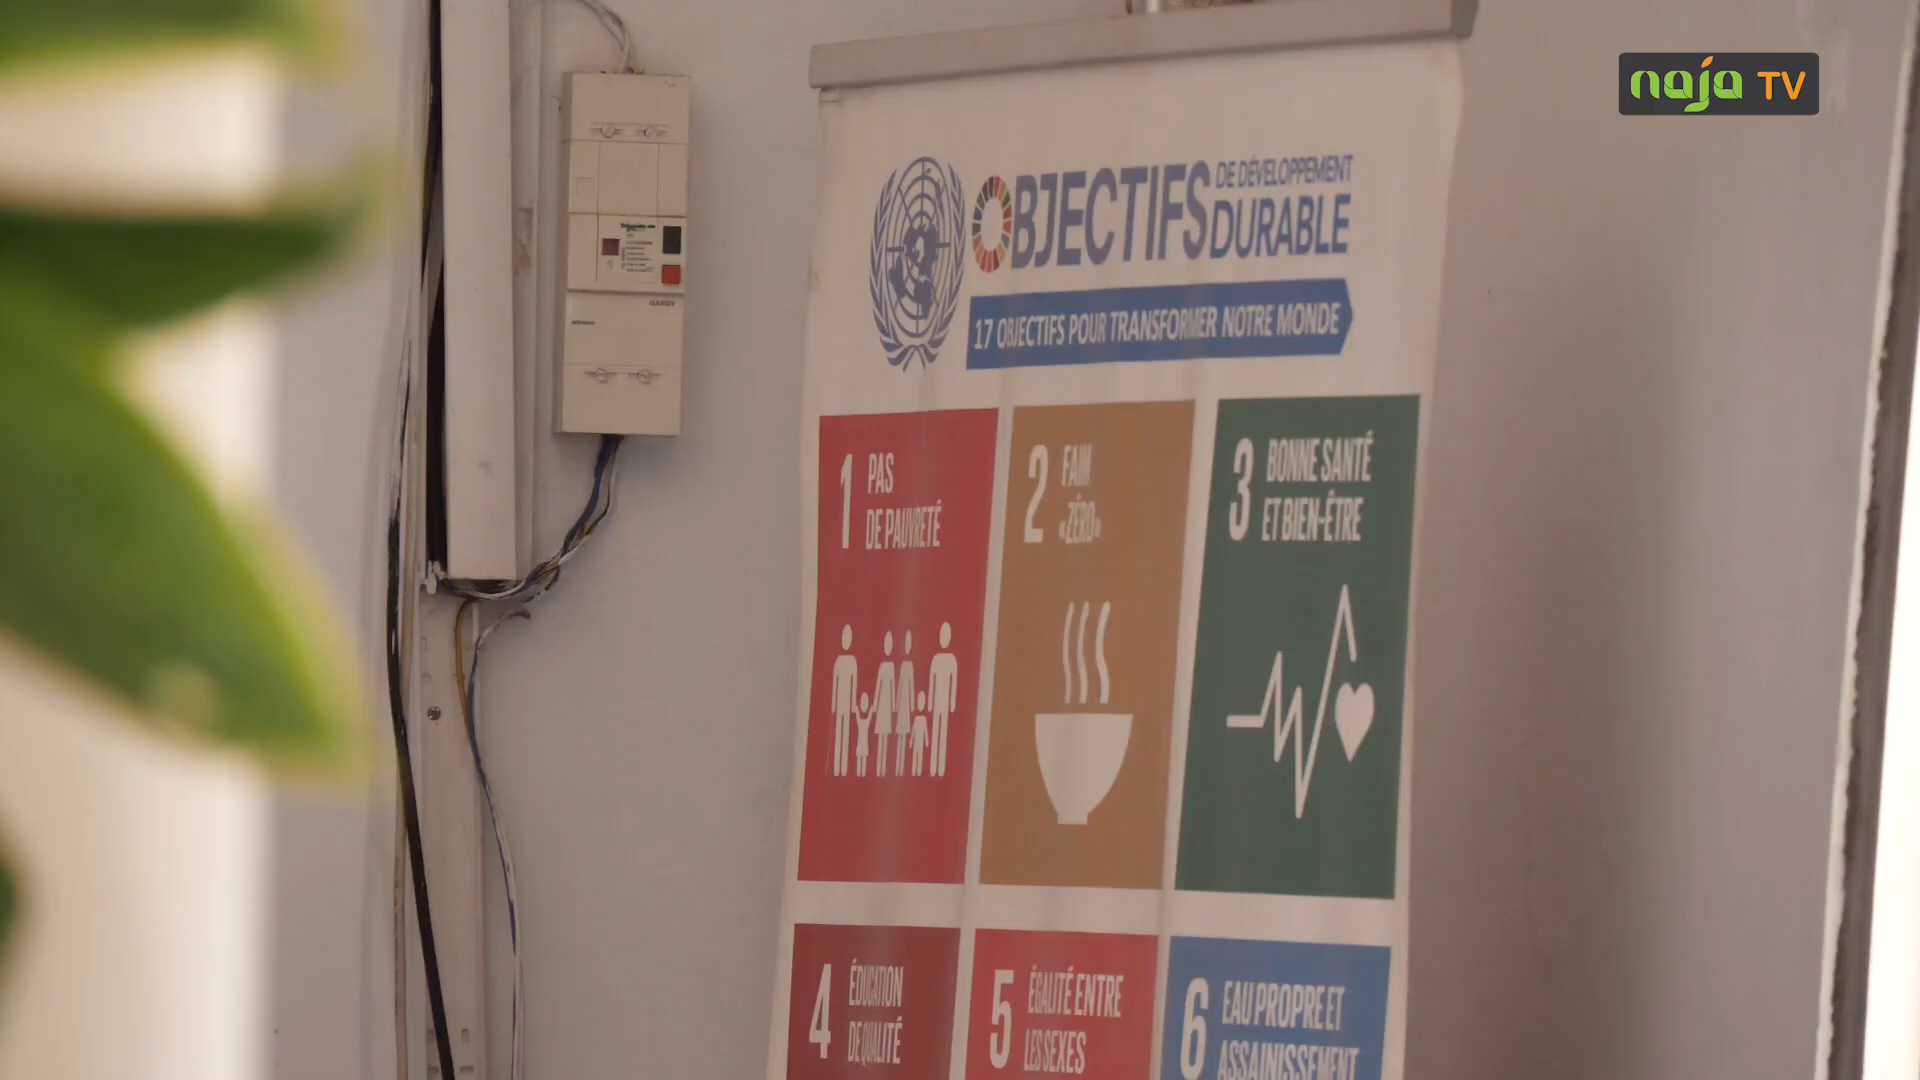 naja TV
OBJECTIFS DE DÉVELOPPEMENT DURABLE
17 OBJECTIFS POUR TRANSFORMER NOTRE MONDE
1 PAS
DE PAUVRETÉ
2 FAIM
«ZÉRO»
3 BONNE SANTÉ
ET BIEN-ÊTRE
4 ÉDUCATION
DE QUALITÉ
5 ÉGALITÉ ENTRE
LES SEXES
6 EAU PROPRE ET
ASSAINISSEMENT